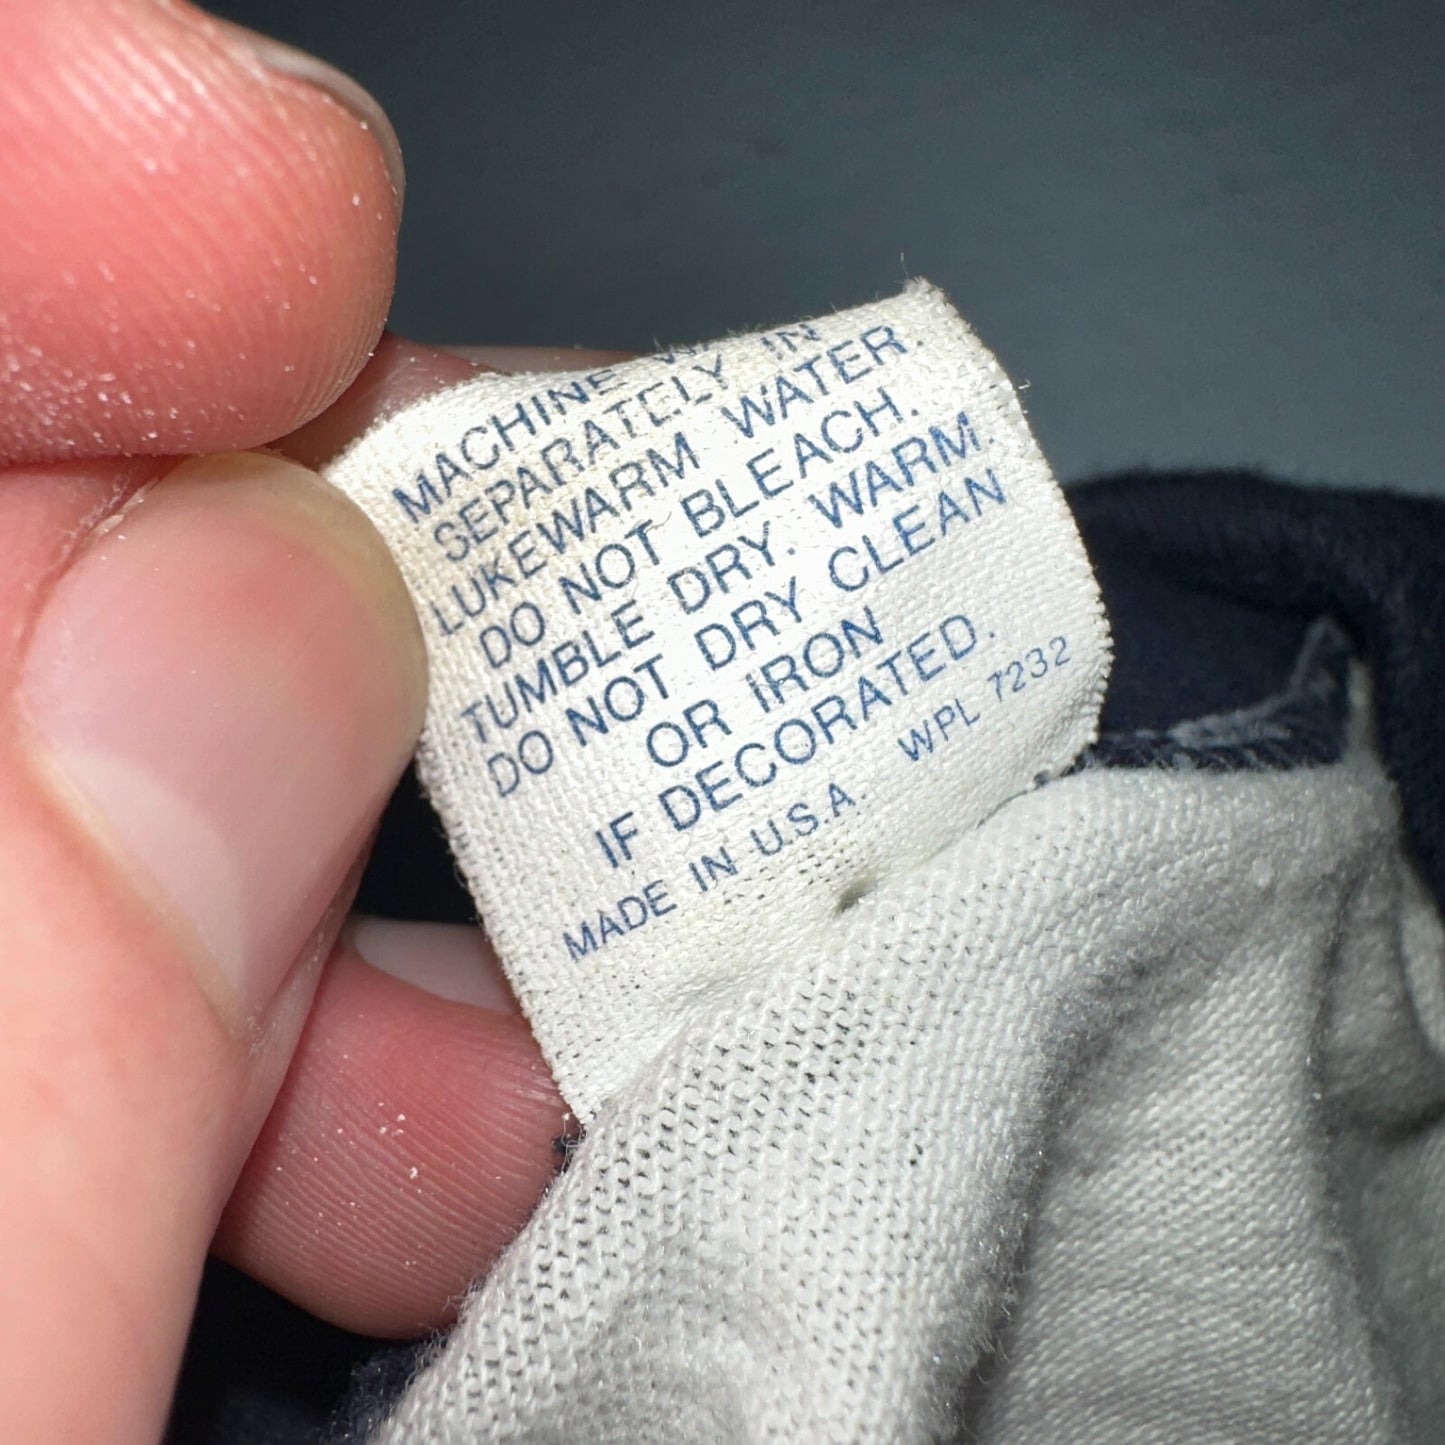 MACHINE
SEPARATELY IN
LUKEWARM WATER.
DO NOT BLEACH.
TUMBLE DRY. WARM.
DO NOT DRY CLEAN
OR IRON
IF DECORATED.
MADE IN U.S.A. WPL 7232